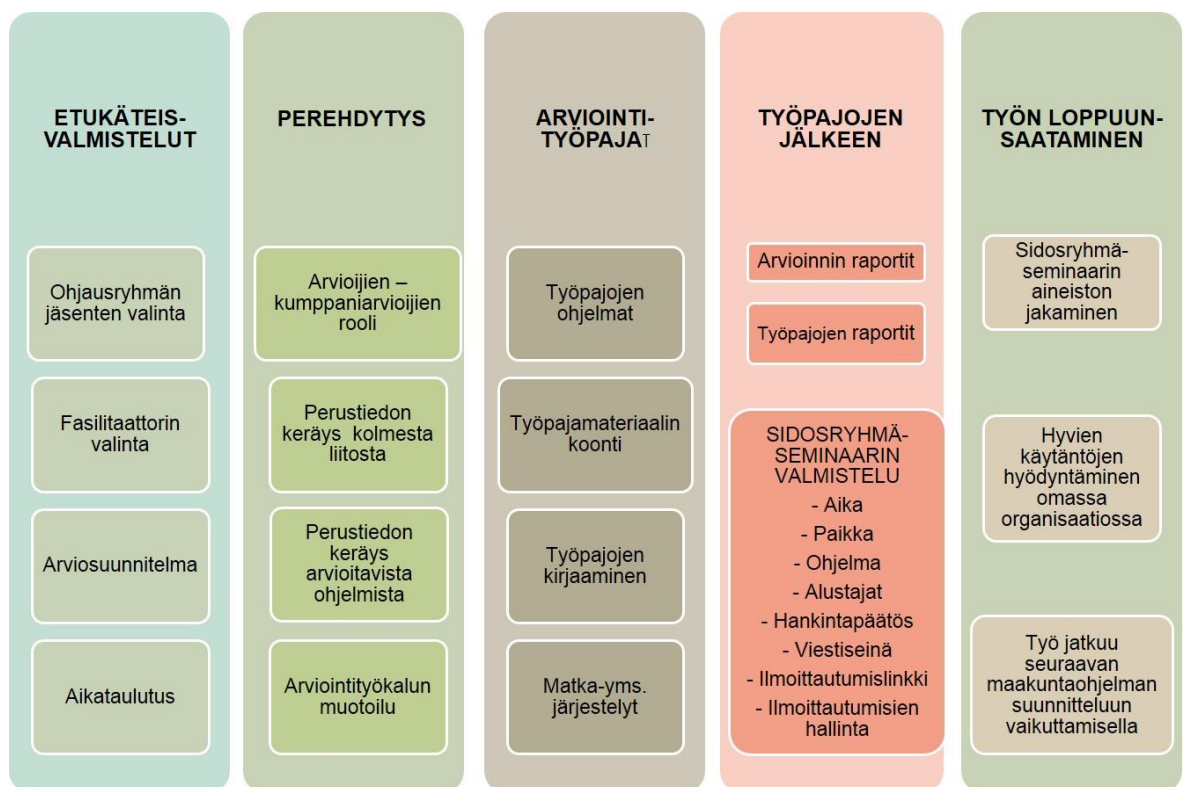 ETUKÄTEIS-
VALMISTELUT
Ohjausryhmän
jäsenten valinta
Fasilitaattorin
valinta
Arviosuunnitelma
Aikataulutus
PEREHDYTYS
Arvioijien –
kumppaniarvioijien
rooli
Perustiedon
keräys kolmesta
liitosta
Perustiedon
keräys
arvioitavista
ohjelmista
Arviointityökalun
muotoilu
ARVIOINTI-
TYÖPAJAT
Työpajojen
ohjelmat
Työpajamateriaalin
koonti
Työpajojen
kirjaaminen
Matka-yms.
järjestelyt
TYÖPAJOJEN
JÄLKEEN
Arvioinnin raportit
Työpajojen raportit
SIDOSRYHMÄ-
SEMINAARIN
VALMISTELU
- Aika
- Paikka
- Ohjelma
- Alustajat
- Hankintapäätös
- Viestiseinä
- Ilmoittautumislinkki
- Ilmoittautumisien
hallinta
TYÖN LOPPUUN-
SAATAMINEN
Sidosryhmä-
seminaarin
aineiston
jakaminen
Hyvien
käytäntöjen
hyödyntäminen
omassa
organisaatiossa
Työ jatkuu
seuraavan
maakuntaohjelman
suunnitteluun
vaikuttamisella